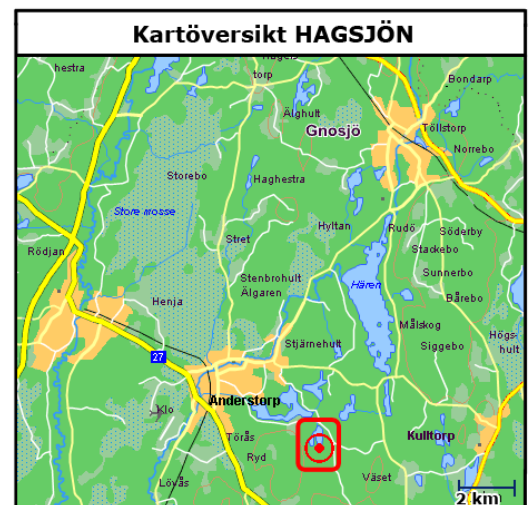 Kartöversikt HAGSJÖN
hestra
torp
Bondarp
Älghult
Gnosjö
Töllstorp
Norrebo
Storebo
Haghestra
Store mosse
Hyltan
Rudö
Söderby
Stret
Stackebo
Rödjan
Stenbrohult
Sunnerbo
Älgaren
Hären
Henja
Bårebo
Målskog
Högs-
hult
Stjärnehult
Siggebo
27
Anderstorp
Klo
Törås
Kulltorp
Ryd
Väset
Lövås
2 km